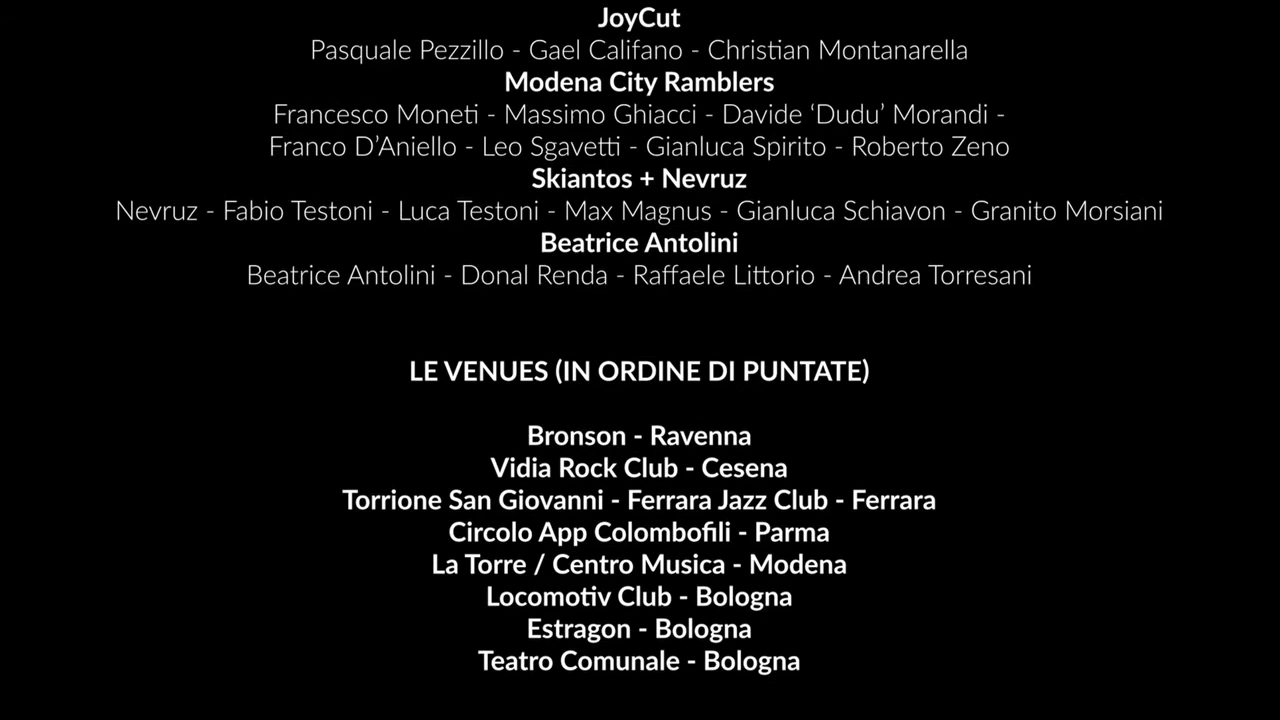 JoyCut
Pasquale Pezzillo - Gael Califano - Christian Montanarella
Modena City Ramblers
Francesco Moneti - Massimo Ghiacci - Davide ‘Dudu’ Morandi -
Franco D’Aniello - Leo Sgavetti - Gianluca Spirito - Roberto Zeno
Skiantos + Nevruz
Nevruz - Fabio Testoni - Luca Testoni - Max Magnus - Gianluca Schiavon - Granito Morsiani
Beatrice Antolini
Beatrice Antolini - Donal Renda - Raffaele Littorio - Andrea Torresani
LE VENUES (IN ORDINE DI PUNTATE)
Bronson - Ravenna
Vidia Rock Club - Cesena
Torrione San Giovanni - Ferrara Jazz Club - Ferrara
Circolo App Colombofili - Parma
La Torre / Centro Musica - Modena
Locomotiv Club - Bologna
Estragon - Bologna
Teatro Comunale - Bologna